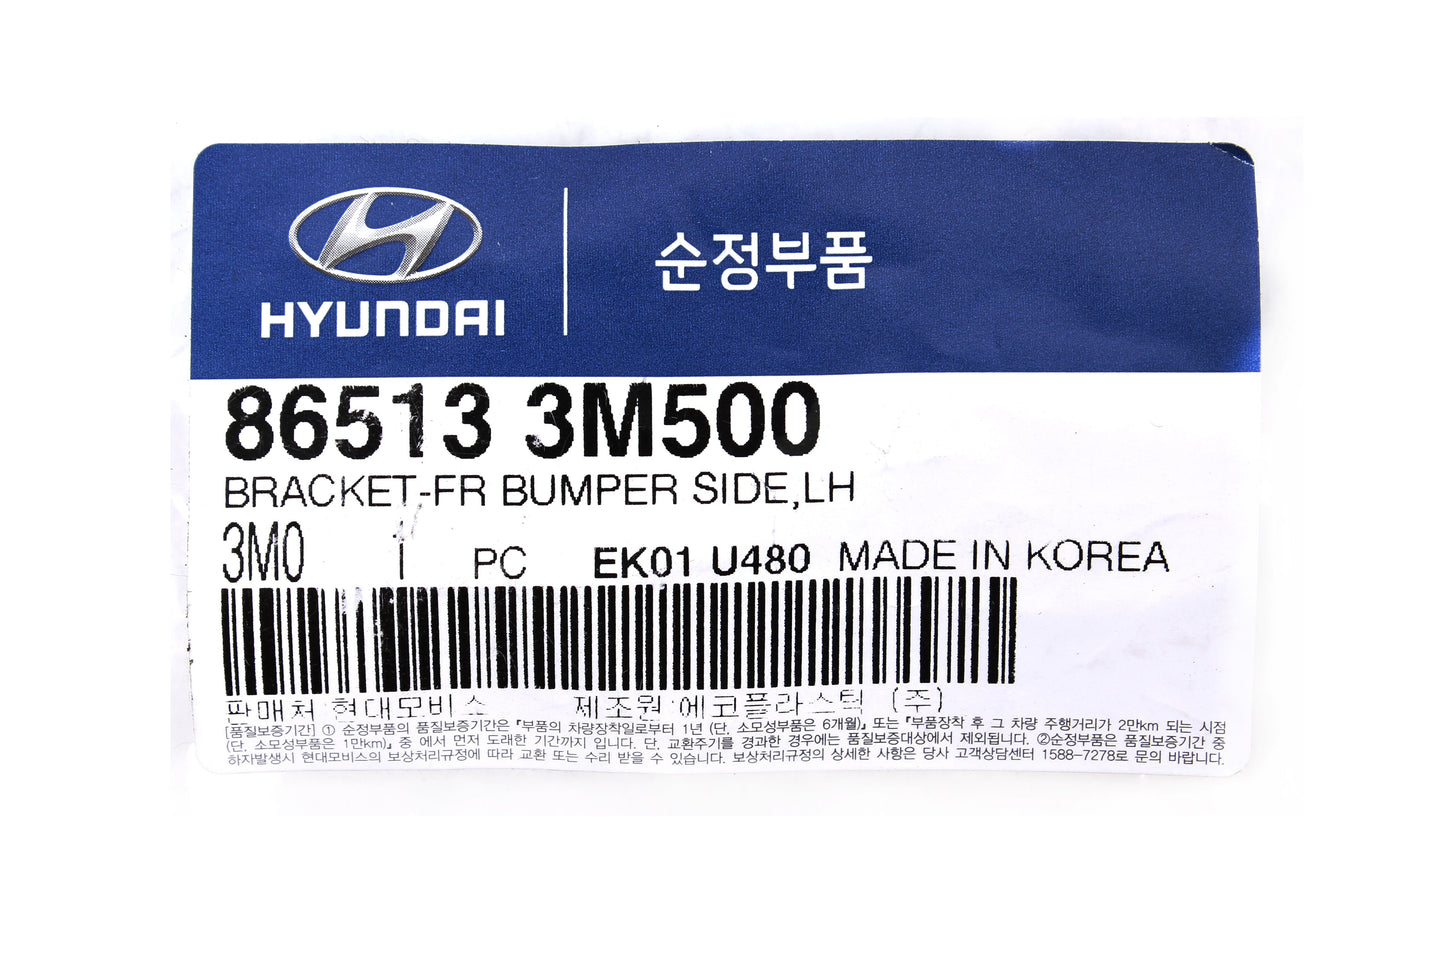 HYUNDAI
순정부품
86513 3M500
BRACKET-FR BUMPER SIDE,LH
3M0 1 PC EK01 U480 MADE IN KOREA
판매처:현대모비스 제조원:에코플라스틱 (주)
[품질보증기간] ① 순정부품의 품질보증기간은 『부품의 차량장착일로부터 1년 (단, 소모성부품은 6개월)』 또는 『부품장착 후 그 차량 주행거리가 2만km 되는 시점
(단, 소모성부품은 1만km)』 중 에서 먼저 도래한 기간까지 입니다. 단, 교환주기를 경과한 경우에는 품질보증대상에서 제외됩니다. ②순정부품은 품질보증기간 중
하자발생시 현대모비스의 보상처리규정에 따라 교환 또는 수리 받을 수 있습니다. 보상처리규정의 상세한 사항은 당사 고객상담센터 1588-7278로 문의 바랍니다.